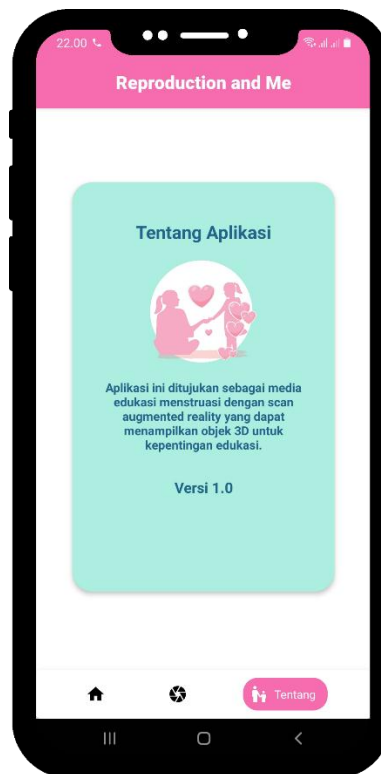 22.00
Reproduction and Me
Tentang Aplikasi
Aplikasi ini ditujukan sebagai media
edukasi menstruasi dengan scan
augmented reality yang dapat
menampilkan objek 3D untuk
kepentingan edukasi.
Versi 1.0
Tentang